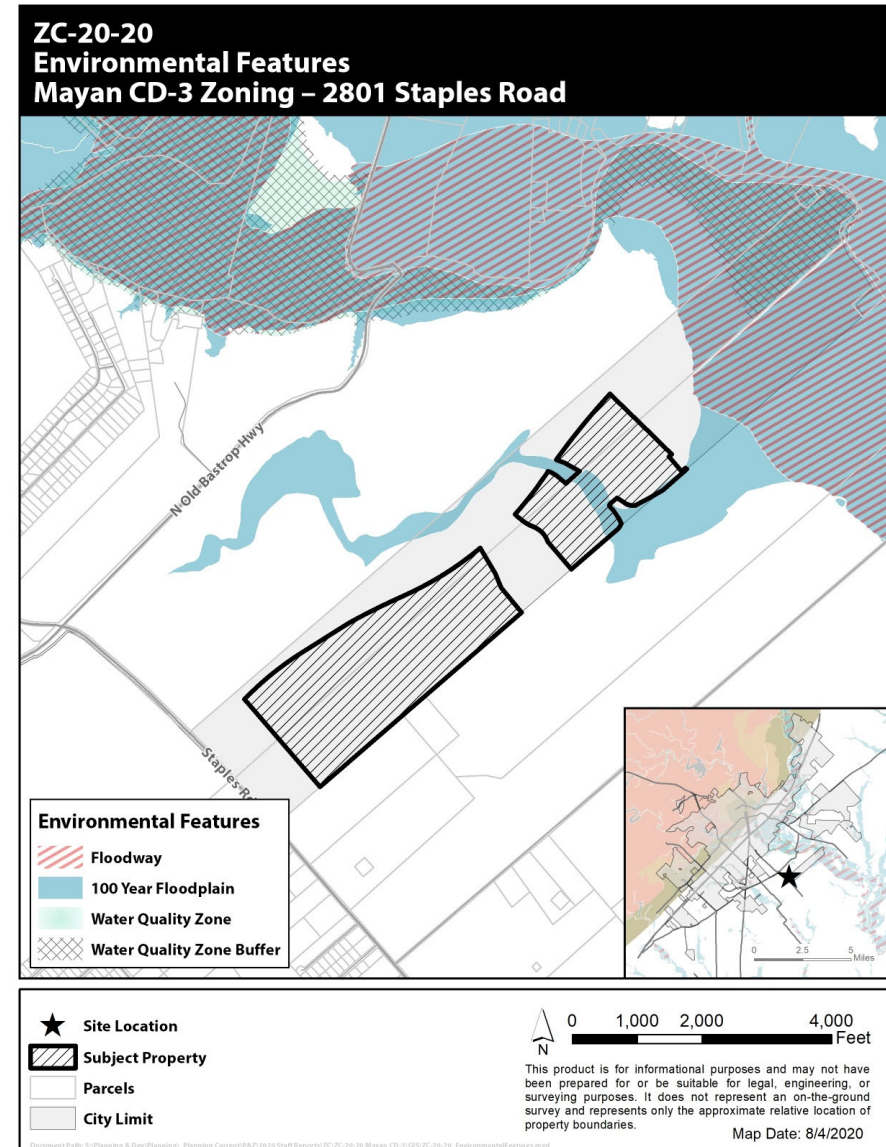 ZC-20-20
Environmental Features
Mayan CD-3 Zoning – 2801 Staples Road
N Old Bastrop Hwy
Staples Rd
Environmental Features
Floodway
100 Year Floodplain
Water Quality Zone
Water Quality Zone Buffer
0 2.5 5
Miles
Site Location
Subject Property
Parcels
City Limit
N
0 1,000 2,000 4,000
Feet
This product is for informational purposes and may not have
been prepared for or be suitable for legal, engineering, or
surveying purposes. It does not represent an on-the-ground
survey and represents only the approximate relative location of
property boundaries.
Map Date: 8/4/2020